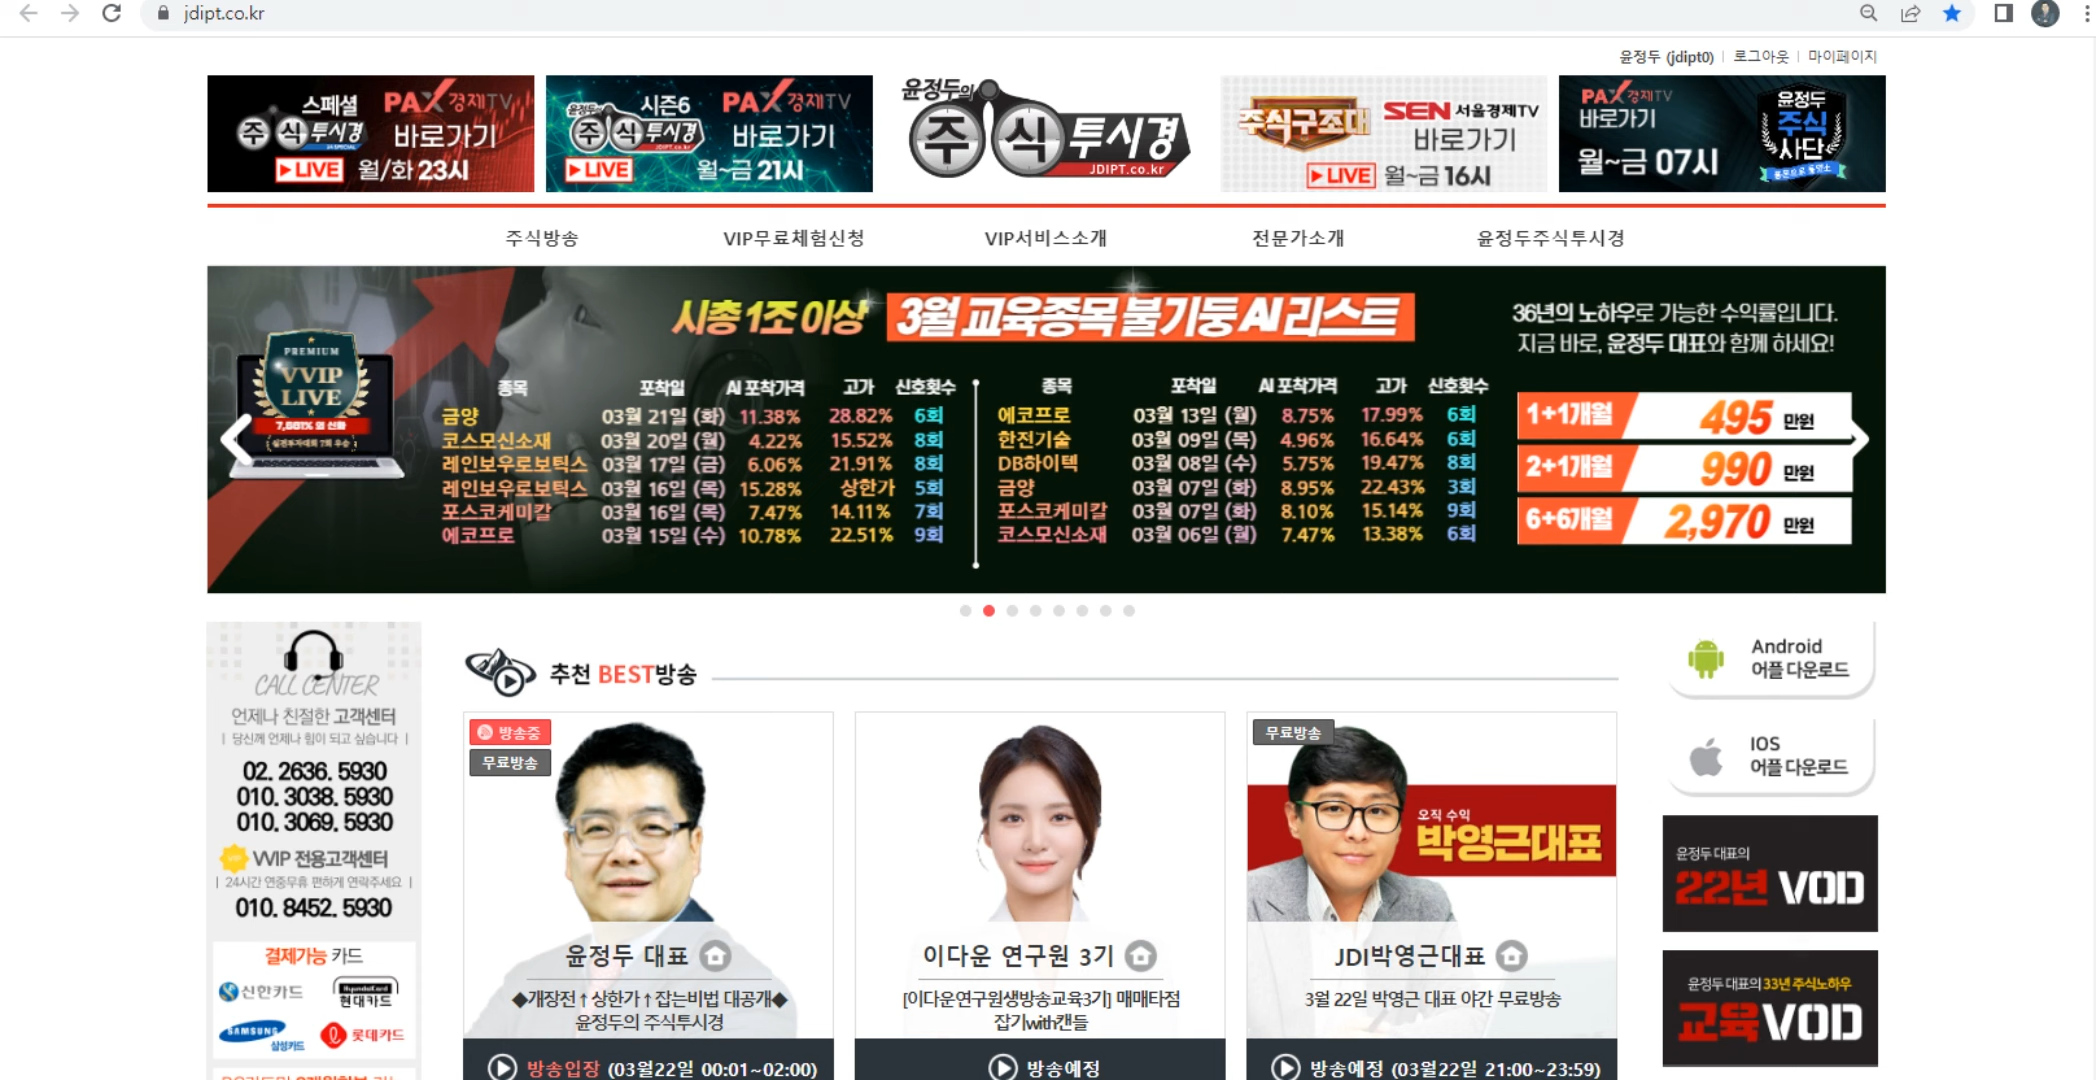 jdipt.co.kr
윤정두 (jdipt0) | 로그아웃 | 마이페이지
스페셜 PAX경제TV
주식투시경 바로가기
LIVE 월/화 23시
윤정두의 시즌6 PAX경제TV
주식투시경 바로가기
JDIPT.co.kr
LIVE 월~금 21시
윤정두의
주식투시경
JDIPT.co.kr
주식구조대 SEN 서울경제TV
바로가기
LIVE 월~금 16시
PAX경제TV
바로가기
월~금 07시
윤정두
주식
사단
주식방송 VIP무료체험신청 VIP서비스소개 전문가소개 윤정두주식투시경
PREMIUM
VVIP
LIVE
시총 1조 이상 3월 교육종목 불기둥 AI 리스트
종목 포착일 AI 포착가격 고가 신호횟수
금양 03월 21일 (화) 11.38% 28.82% 6회
코스모신소재 03월 20일 (월) 4.22% 15.52% 8회
레인보우로보틱스 03월 17일 (금) 6.06% 21.91% 8회
레인보우로보틱스 03월 16일 (목) 15.28% 상한가 5회
포스코케미칼 03월 16일 (목) 7.47% 14.11% 7회
에코프로 03월 15일 (수) 10.78% 22.51% 9회
종목 포착일 AI 포착가격 고가 신호횟수
에코프로 03월 13일 (월) 8.75% 17.99% 6회
한전기술 03월 09일 (목) 4.96% 16.64% 6회
DB하이텍 03월 08일 (수) 5.75% 19.47% 8회
금양 03월 07일 (화) 8.95% 22.43% 3회
포스코케미칼 03월 07일 (화) 8.10% 15.14% 9회
코스모신소재 03월 06일 (월) 7.47% 13.38% 6회
36년의 노하우로 가능한 수익률입니다.
지금 바로, 윤정두 대표와 함께 하세요!
1+1개월 495 만원
2+1개월 990 만원
6+6개월 2,970 만원
CALL CENTER
언제나 친절한 고객센터
| 당신께 언제나 힘이 되고 싶습니다 |
02. 2636. 5930
010. 3038. 5930
010. 3069. 5930
VVIP 전용고객센터
| 24시간 연중무휴 편하게 연락주세요 |
010. 8452. 5930
결제가능 카드
신한카드 HyundaiCard
현대카드
SAMSUNG
삼성카드 롯데카드
추천 BEST방송
방송중
무료방송
윤정두 대표
◆개장전↑상한가↑잡는비법 대공개◆
윤정두의 주식투시경
방송입장 (03월22일 00:01~02:00)
이다운 연구원 3기
[이다운연구원생방송교육3기] 매매타점
잡기with캔들
방송예정
무료방송
오직 수익
박영근대표
JDI박영근대표
3월 22일 박영근 대표 야간 무료방송
방송예정 (03월22일 21:00~23:59)
Android
어플 다운로드
IOS
어플 다운로드
윤정두 대표의
22년 VOD
윤정두 대표의 33년 주식노하우
교육VOD